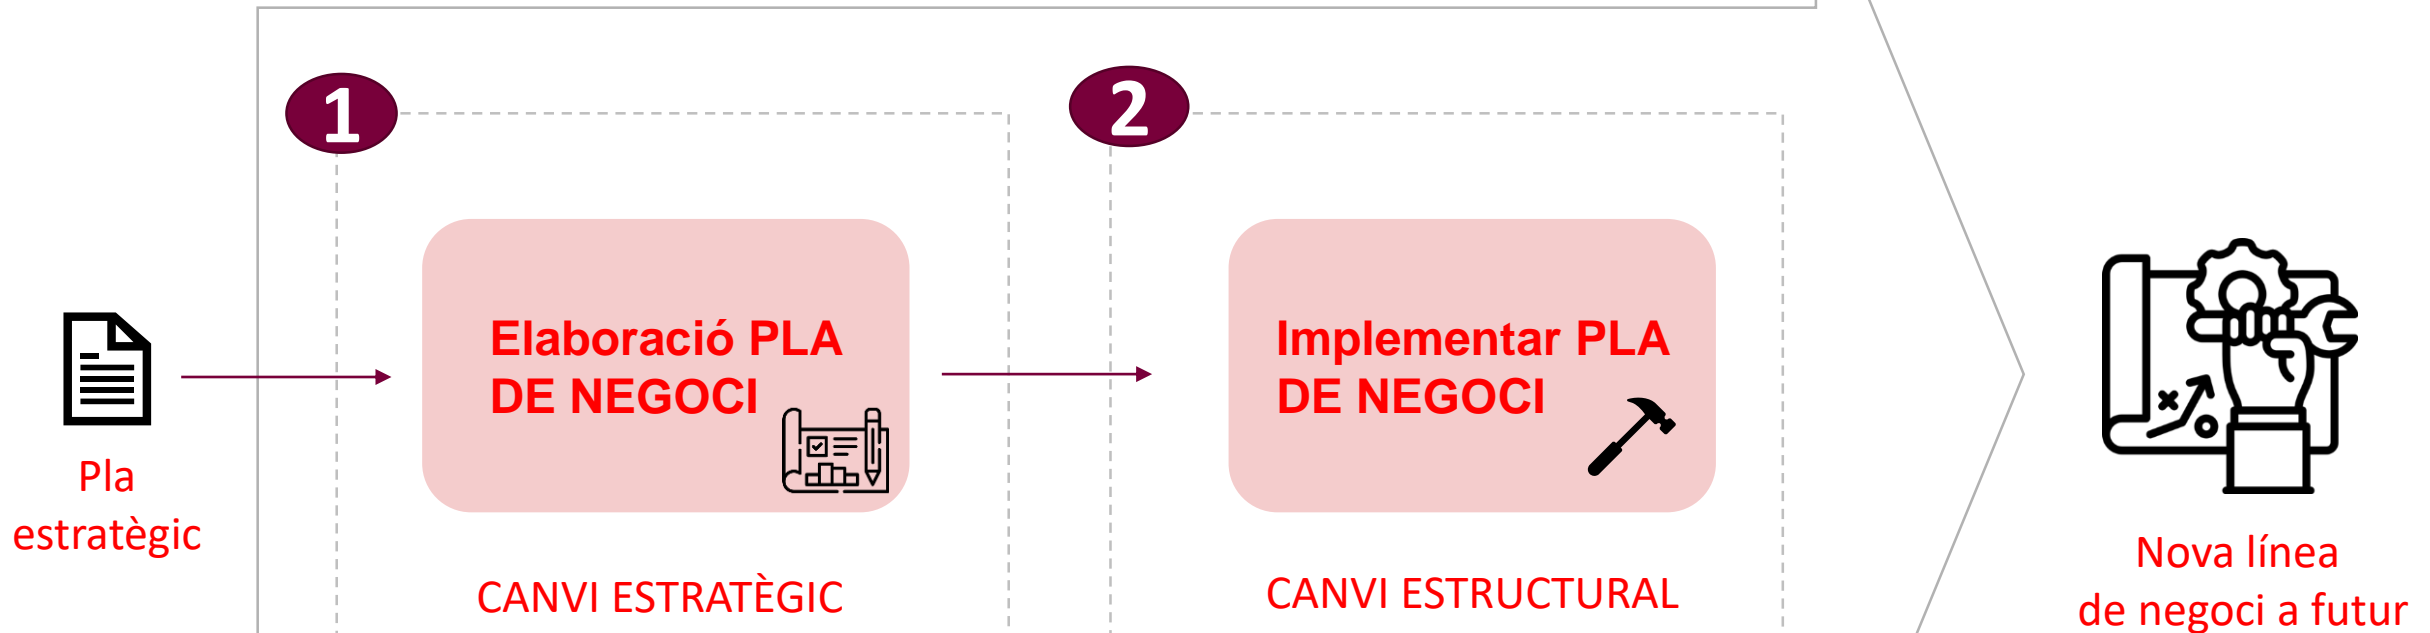 1
2
Elaboració PLA
DE NEGOCI
Implementar PLA
DE NEGOCI
Pla
estratègic
CANVI ESTRATÈGIC
CANVI ESTRUCTURAL
Nova línea
de negoci a futur